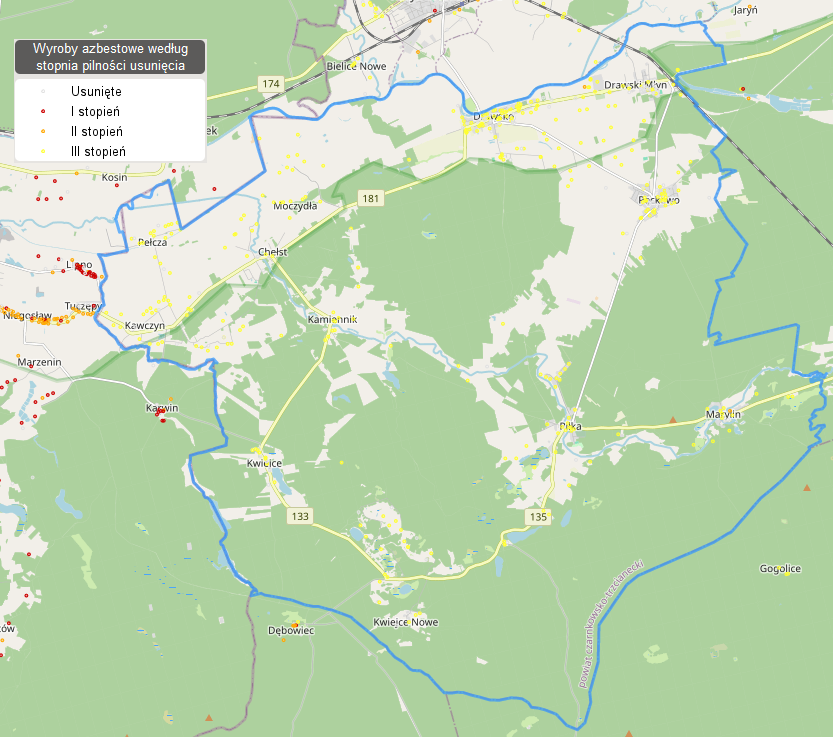 Jaryń
Wyroby azbestowe według
stopnia pilności usunięcia
Usunięte
I stopień
II stopień
III stopień
Bielice Nowe
174
Drawski Młyn
Drawsko
Kosin
181
Moczydła
Pęckowo
Pełcza
Chełst
Lipno
Tuczępy
Niegosław
Kawczyn
Kamiennik
Marzenin
Karwin
Marylin
Piłka
Kwiejce
133
135
Gogolice
powiat czarnkowsko-trzcianecki
Kwiejce Nowe
Dębowiec